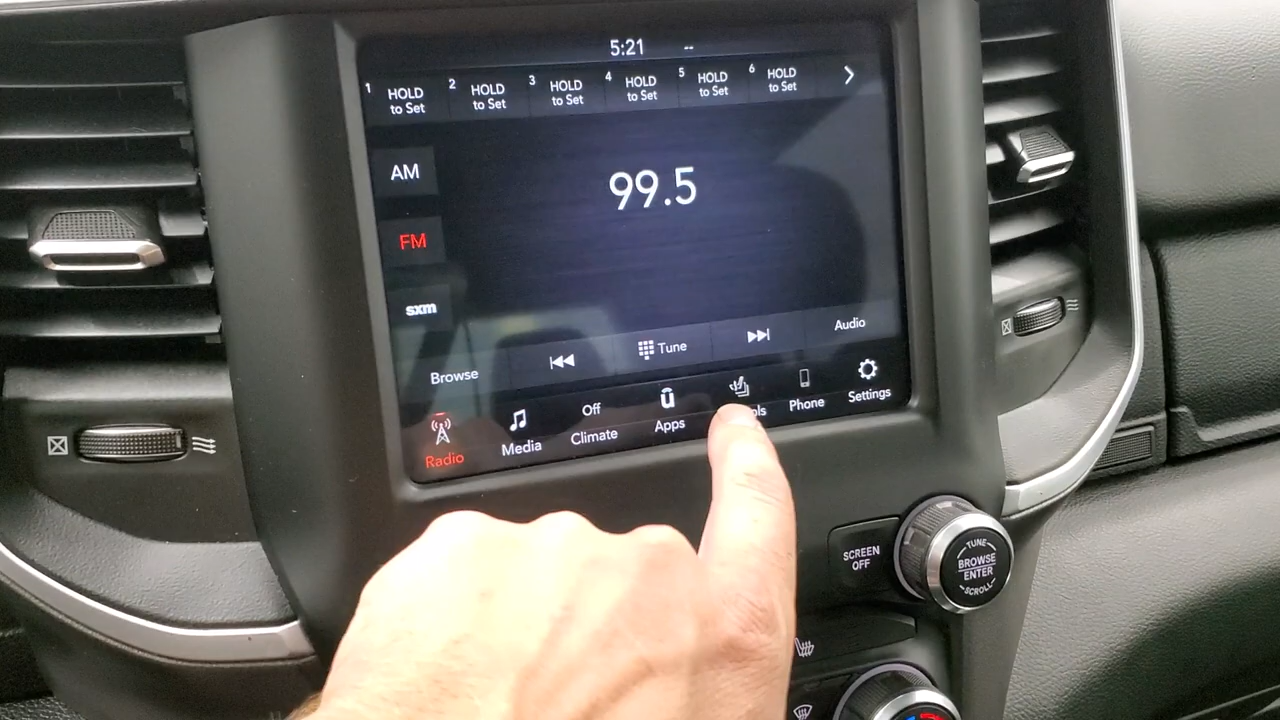 5:21 --
1 HOLD to Set
2 HOLD to Set
3 HOLD to Set
4 HOLD to Set
5 HOLD to Set
6 HOLD to Set
AM
99.5
FM
sxm
Browse
Tune
Audio
Radio
Media
Off
Climate
Apps
Phone
Settings
SCREEN
OFF
TUNE
BROWSE
ENTER
SCROLL